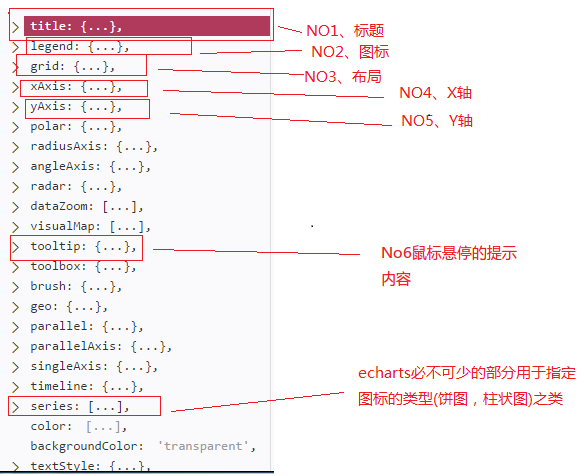 title: {...},
NO1、标题
legend: {...},
NO2、图标
grid: {...},
NO3、布局
xAxis: {...},
NO4、X轴
yAxis: {...},
NO5、Y轴
polar: {...},
radiusAxis: {...},
angleAxis: {...},
radar: {...},
dataZoom: [...],
visualMap: [...],
tooltip: {...},
No6鼠标悬停的提示
内容
toolbox: {...},
brush: {...},
geo: {...},
parallel: {...},
parallelAxis: {...},
singleAxis: {...},
timeline: {...},
echarts必不可少的部分用于指定
图标的类型(饼图，柱状图)之类
series: [...],
color: [...],
backgroundColor: 'transparent',
textStyle: {...},